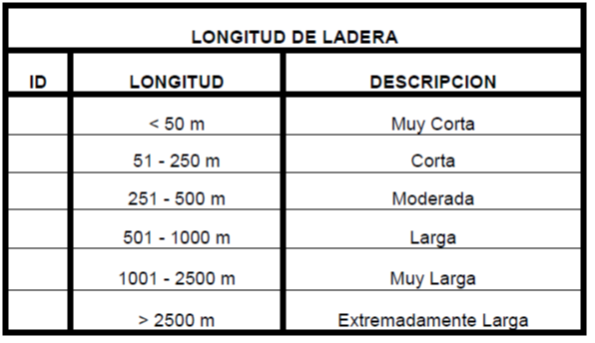 LONGITUD DE LADERA
ID LONGITUD DESCRIPCION
< 50 m Muy Corta
51 - 250 m Corta
251 - 500 m Moderada
501 - 1000 m Larga
1001 - 2500 m Muy Larga
> 2500 m Extremadamente Larga